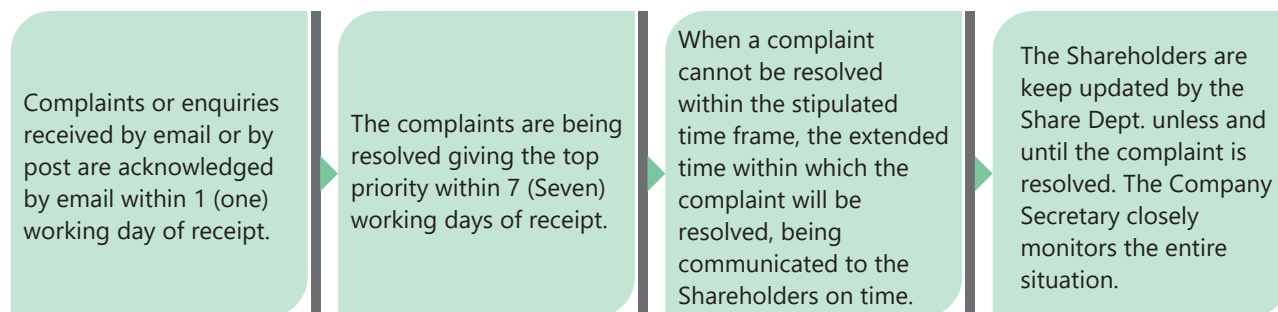 Complaints or enquiries
received by email or by
post are acknowledged
by email within 1 (one)
working day of receipt.
The complaints are being
resolved giving the top
priority within 7 (Seven)
working days of receipt.
When a complaint
cannot be resolved
within the stipulated
time frame, the extended
time within which the
complaint will be
resolved, being
communicated to the
Shareholders on time.
The Shareholders are
keep updated by the
Share Dept. unless and
until the complaint is
resolved. The Company
Secretary closely
monitors the entire
situation.